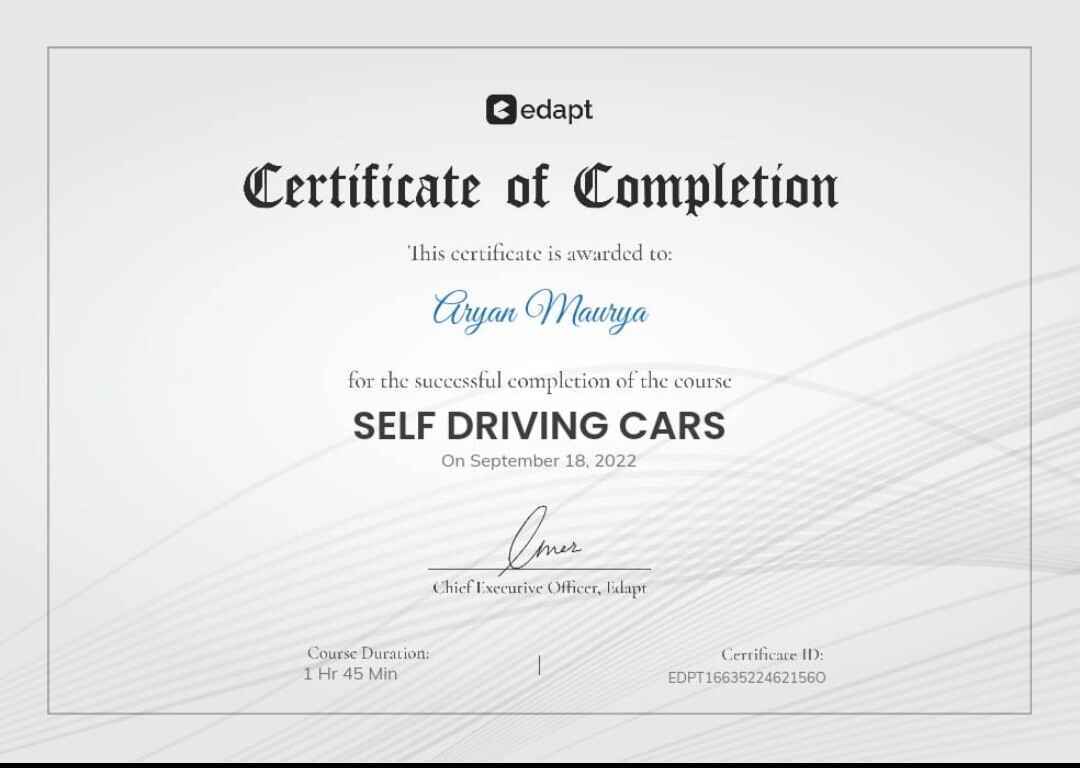 edapt
Certificate of Completion
This certificate is awarded to:
Aryan Maurya
for the successful completion of the course
SELF DRIVING CARS
On September 18, 2022
Omer
Chief Executive Officer, Edapt
Course Duration:
1 Hr 45 Min
|
Certificate ID:
EDPT1663522462156O